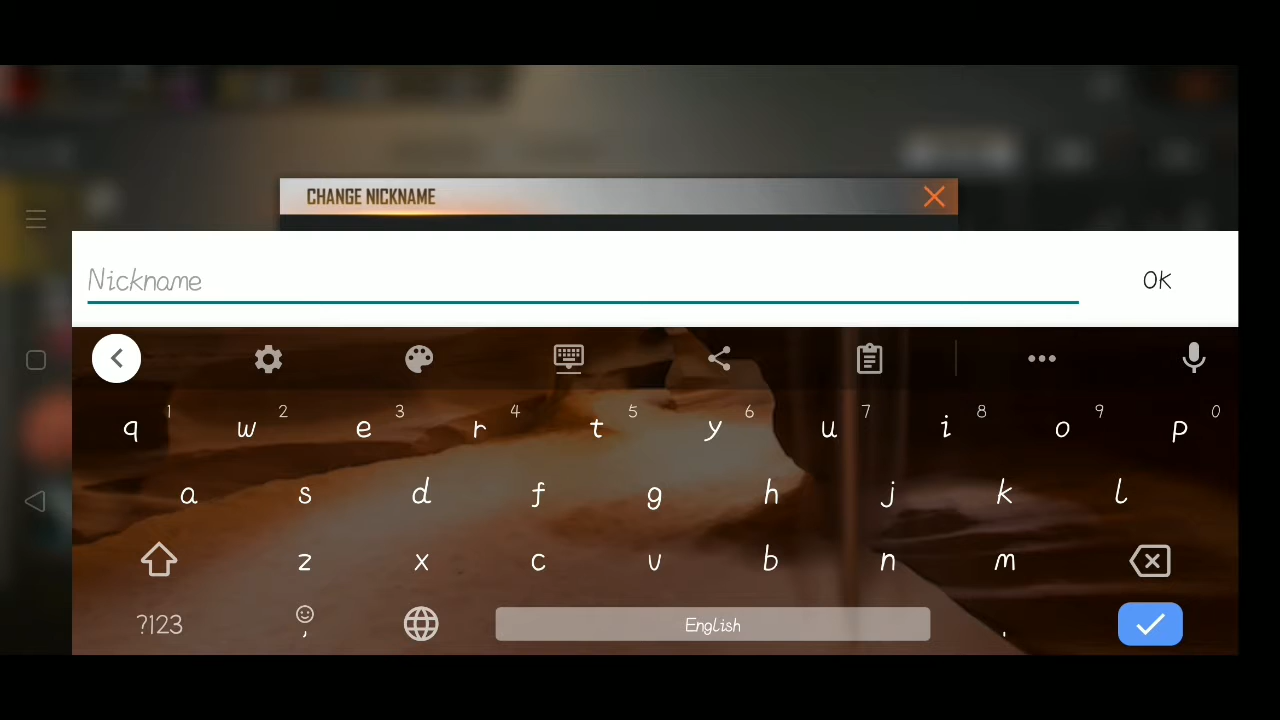 CHANGE NICKNAME
Nickname
OK
1 2 3 4 5 6 7 8 9 0
q w e r t y u i o p
a s d f g h j k l
z x c v b n m
?123 , English .